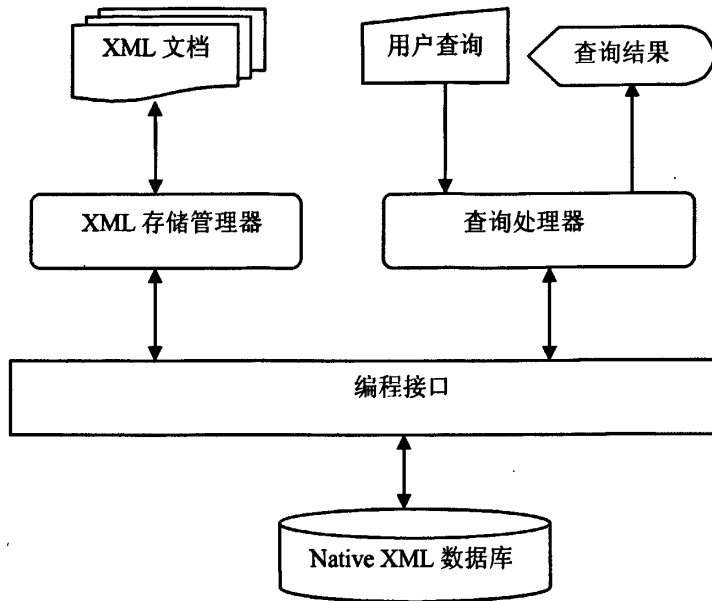 XML 文档
用户查询
查询结果
XML 存储管理器
查询处理器
编程接口
Native XML 数据库